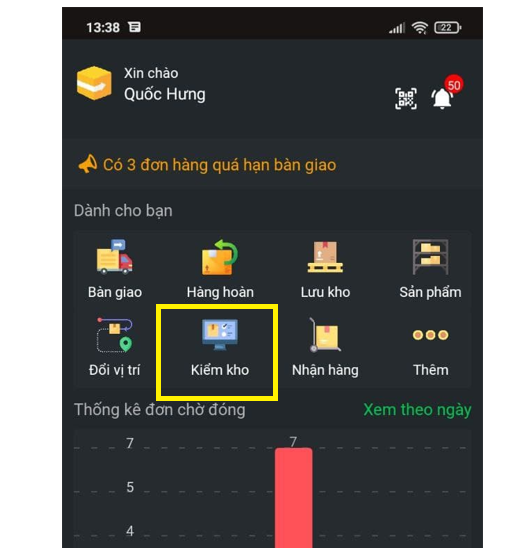 13:38
22
Xin chào
Quốc Hưng
50
Có 3 đơn hàng quá hạn bàn giao
Dành cho bạn
Bàn giao Hàng hoàn Lưu kho Sản phẩm
Đổi vị trí Kiểm kho Nhận hàng Thêm
Thống kê đơn chờ đóng Xem theo ngày
7 7
5
4